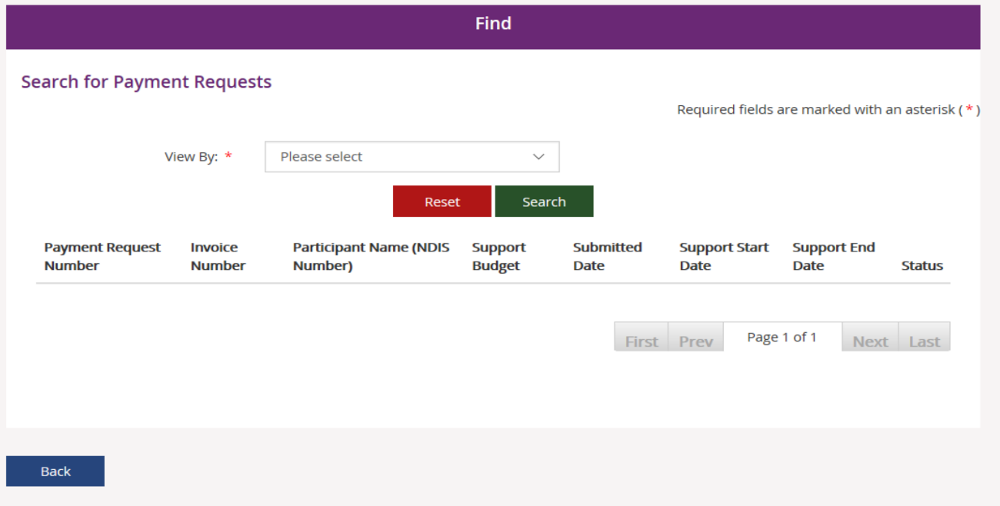 Find
Search for Payment Requests
Required fields are marked with an asterisk ( * )
View By: * Please select
Reset Search
Payment Request Invoice Participant Name (NDIS Support Submitted Support Start Support End
Number Number Number) Budget Date Date Date Status
First Prev Page 1 of 1 Next Last
Back